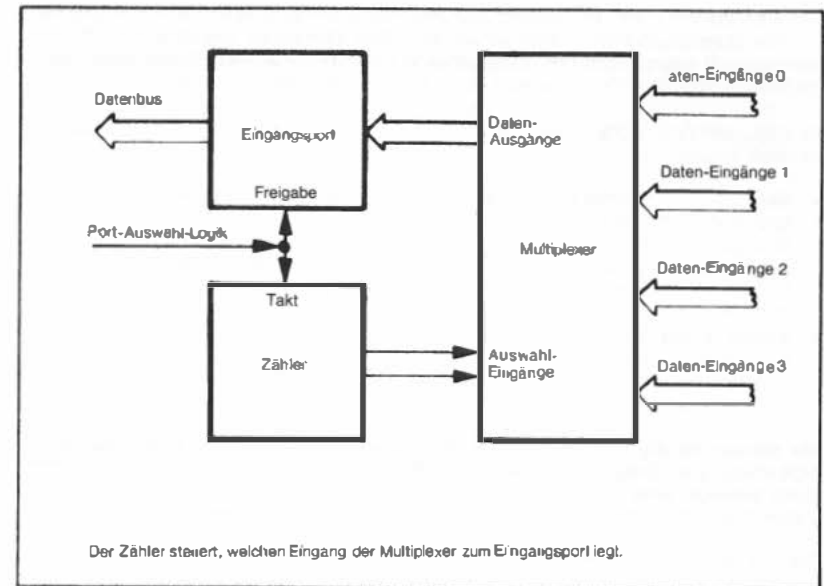 Datenbus
Eingangsport
Freigabe
Port-Auswahl-Logik
Takt
Zähler
Daten-
Ausgänge
Multiplexer
Auswahl-
Eingänge
aten-Eingänge 0
Daten-Eingänge 1
Daten-Eingänge 2
Daten-Eingänge 3
Der Zähler steuert, welchen Eingang der Multiplexer zum Eingangsport legt.